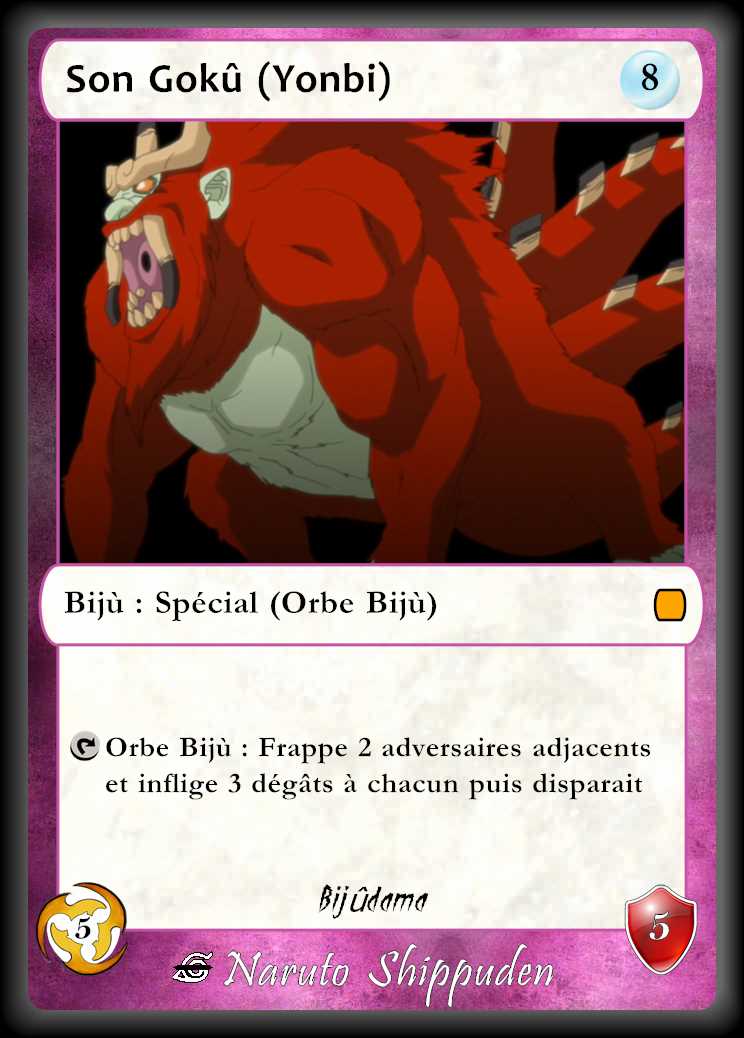 Son Gokû (Yonbi)
8
Bijù : Spécial (Orbe Bijù)
Orbe Bijù : Frappe 2 adversaires adjacents
et inflige 3 dégâts à chacun puis disparait
Bijûdama
5
5
Naruto Shippuden